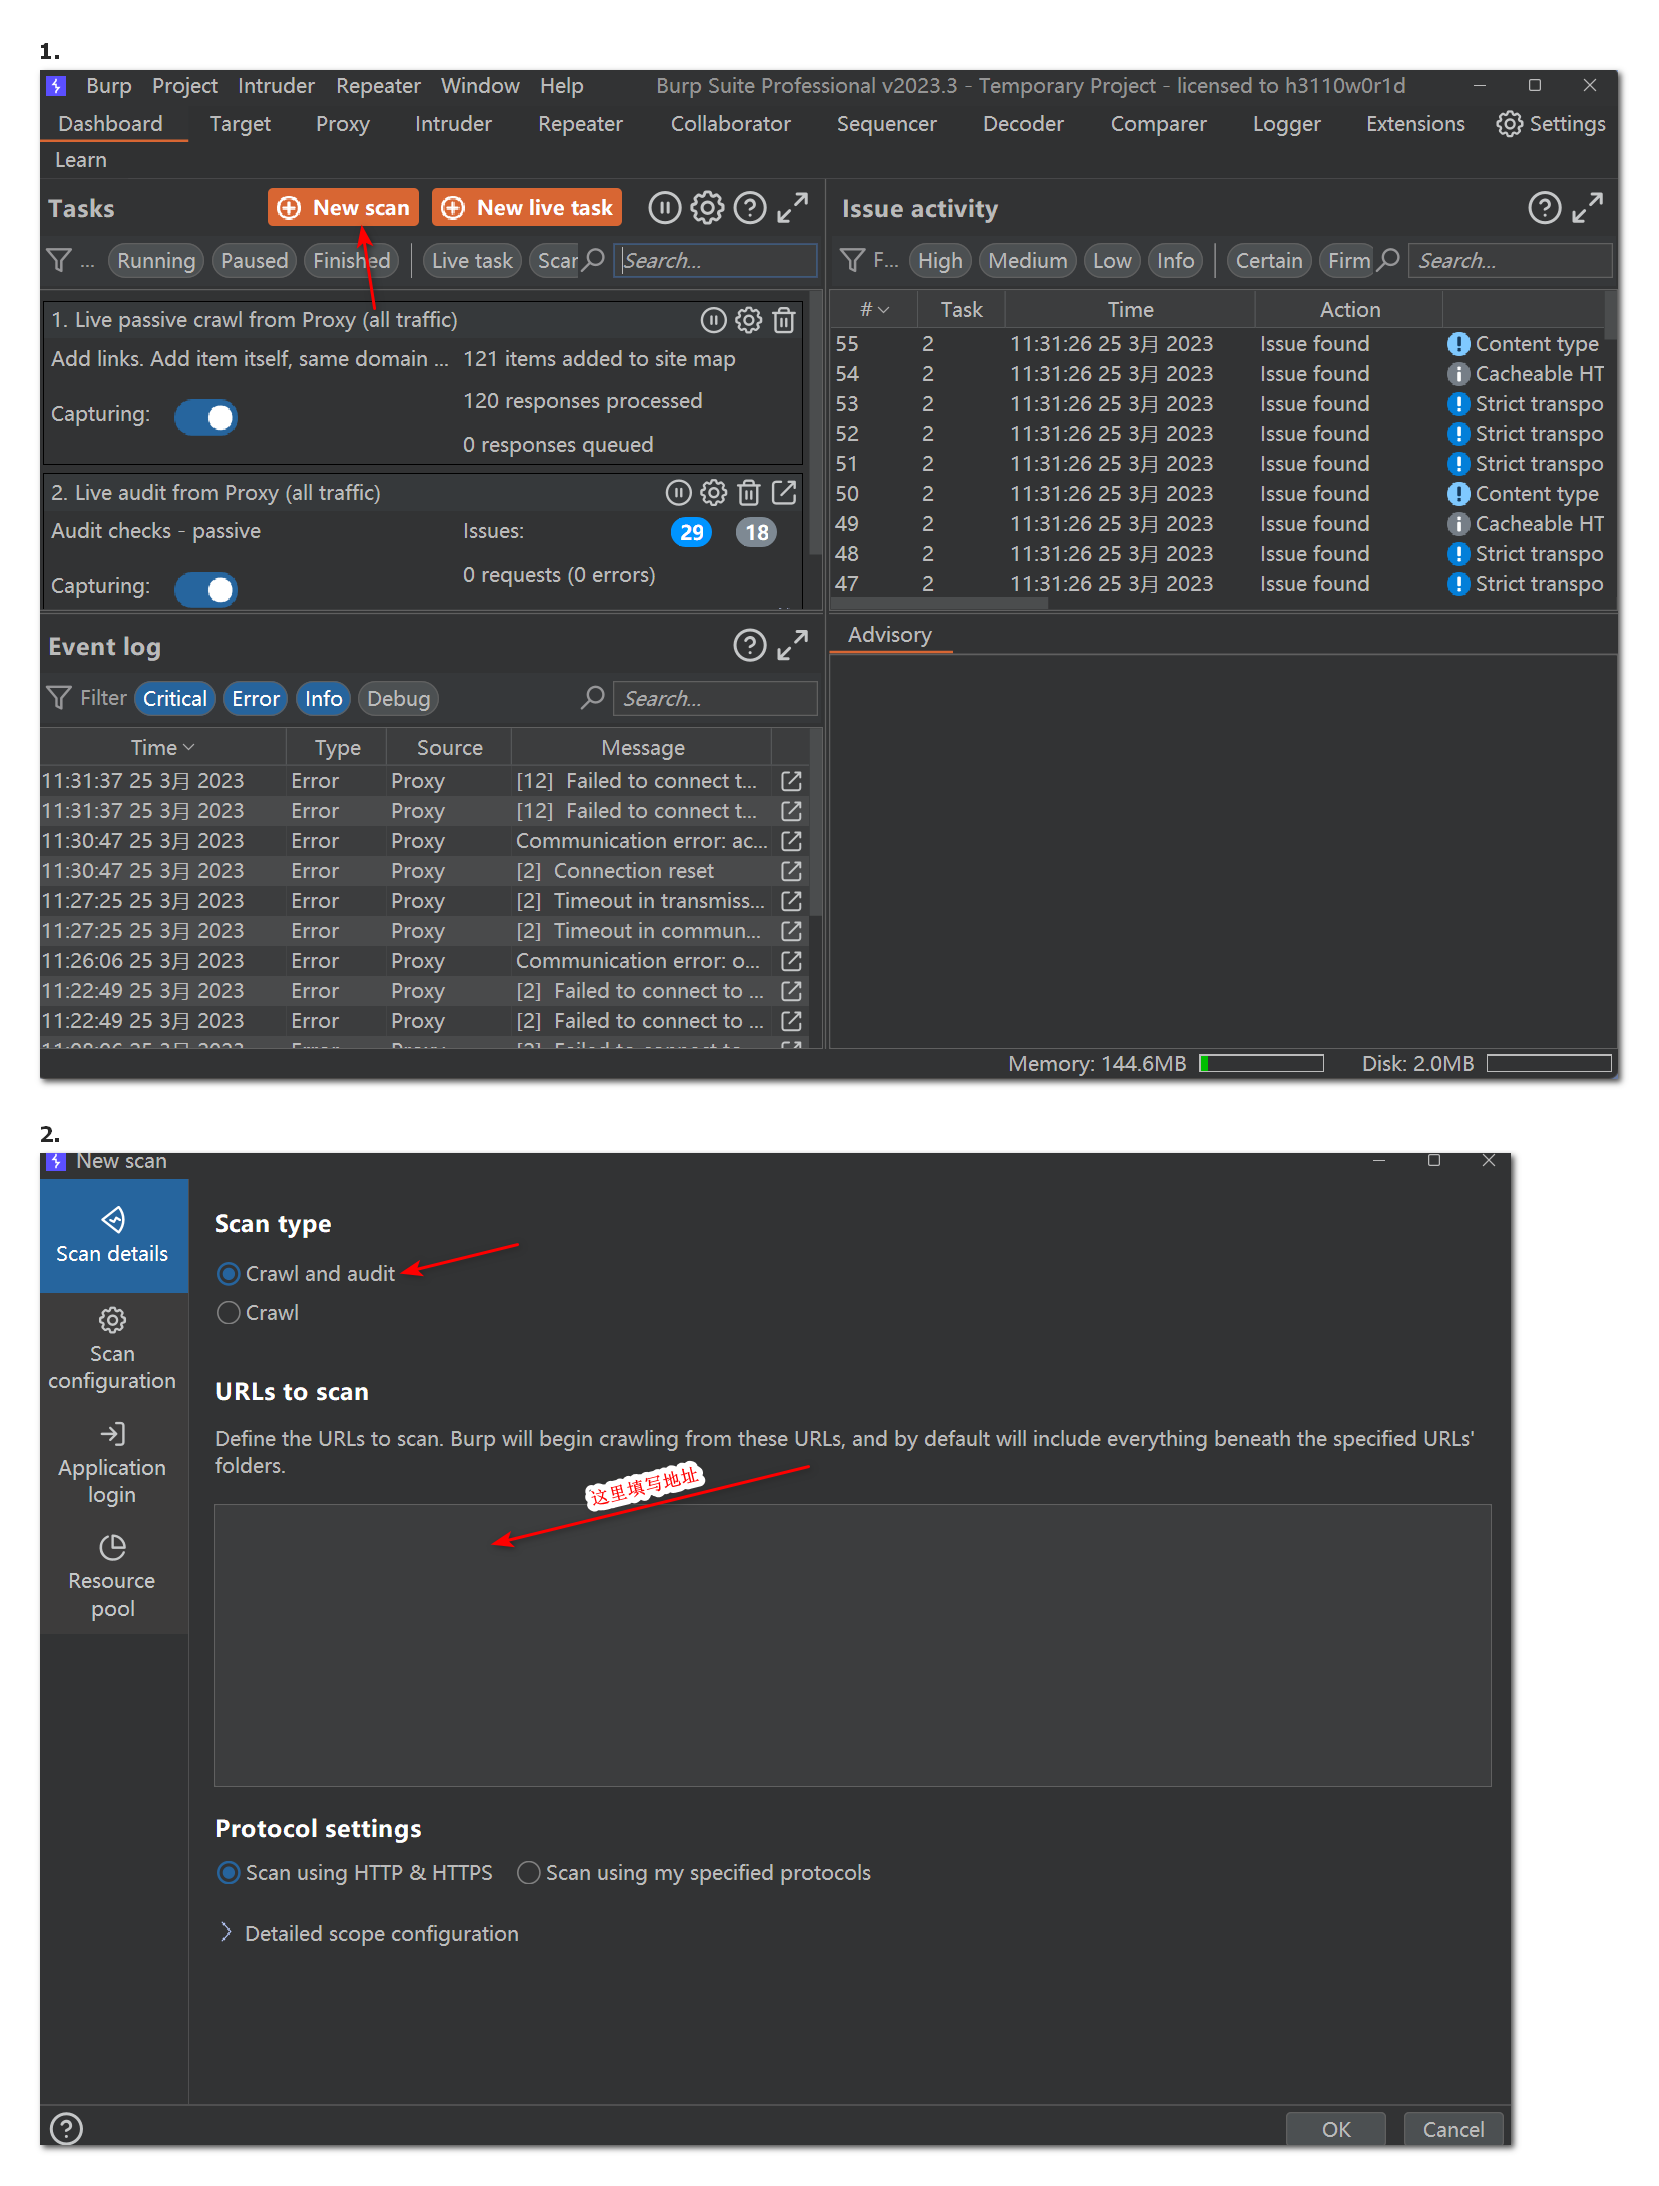 1.
Burp Project Intruder Repeater Window Help Burp Suite Professional v2023.3 - Temporary Project - licensed to h3110w0r1d
Dashboard Target Proxy Intruder Repeater Collaborator Sequencer Decoder Comparer Logger Extensions Settings
Learn
Tasks New scan New live task
... Running Paused Finished Live task Scan Search...
1. Live passive crawl from Proxy (all traffic)
Add links. Add item itself, same domain ... 121 items added to site map
120 responses processed
Capturing:
0 responses queued
2. Live audit from Proxy (all traffic)
Audit checks - passive Issues: 29 18
0 requests (0 errors)
Capturing:
Issue activity
F... High Medium Low Info Certain Firm Search...
# Task Time Action
55 2 11:31:26 25 3月 2023 Issue found Content type
54 2 11:31:26 25 3月 2023 Issue found Cacheable HT
53 2 11:31:26 25 3月 2023 Issue found Strict transpo
52 2 11:31:26 25 3月 2023 Issue found Strict transpo
51 2 11:31:26 25 3月 2023 Issue found Strict transpo
50 2 11:31:26 25 3月 2023 Issue found Content type
49 2 11:31:26 25 3月 2023 Issue found Cacheable HT
48 2 11:31:26 25 3月 2023 Issue found Strict transpo
47 2 11:31:26 25 3月 2023 Issue found Strict transpo
Event log
Filter Critical Error Info Debug Search...
Time Type Source Message
11:31:37 25 3月 2023 Error Proxy [12] Failed to connect t...
11:31:37 25 3月 2023 Error Proxy [12] Failed to connect t...
11:30:47 25 3月 2023 Error Proxy Communication error: ac...
11:30:47 25 3月 2023 Error Proxy [2] Connection reset
11:27:25 25 3月 2023 Error Proxy [2] Timeout in transmiss...
11:27:25 25 3月 2023 Error Proxy [2] Timeout in commun...
11:26:06 25 3月 2023 Error Proxy Communication error: o...
11:22:49 25 3月 2023 Error Proxy [2] Failed to connect to ...
11:22:49 25 3月 2023 Error Proxy [2] Failed to connect to ...
Advisory
Memory: 144.6MB Disk: 2.0MB
2.
New scan
Scan details
Scan
configuration
Application
login
Resource
pool
Scan type
Crawl and audit
Crawl
URLs to scan
Define the URLs to scan. Burp will begin crawling from these URLs, and by default will include everything beneath the specified URLs'
folders.
这里填写地址
Protocol settings
Scan using HTTP & HTTPS Scan using my specified protocols
Detailed scope configuration
OK Cancel